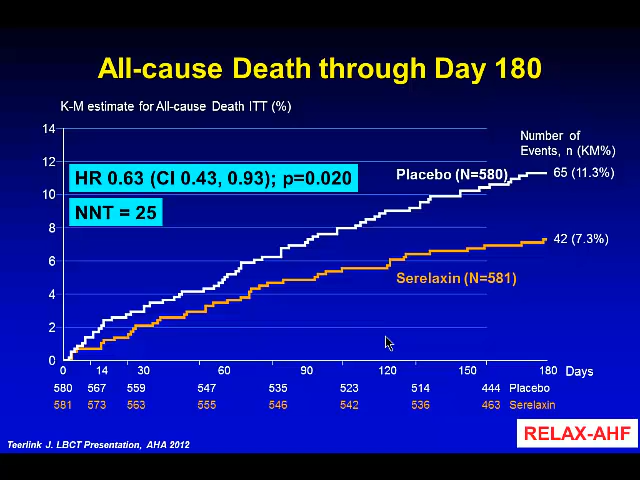 All-cause Death through Day 180
K-M estimate for All-cause Death ITT (%)
Number of
Events, n (KM%)
14
12
10
8
6
4
2
0
HR 0.63 (CI 0.43, 0.93); p=0.020
NNT = 25
Placebo (N=580)
65 (11.3%)
42 (7.3%)
Serelaxin (N=581)
0 14 30 60 90 120 150 180 Days
580 567 559 547 535 523 514 444 Placebo
581 573 563 555 546 542 536 463 Serelaxin
RELAX-AHF
Teerlink J. LBCT Presentation, AHA 2012